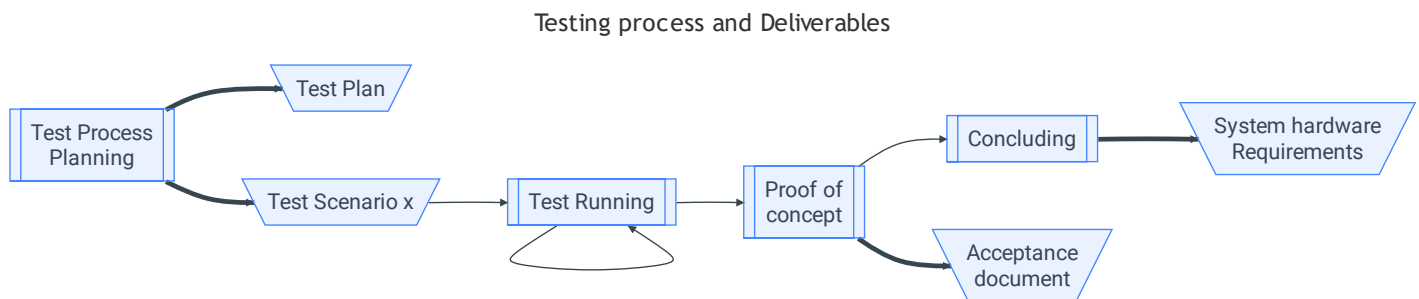 Testing process and Deliverables
Test Process
Planning
Test Plan
Test Scenario x
Test Running
Proof of
concept
Concluding
System hardware
Requirements
Acceptance
document